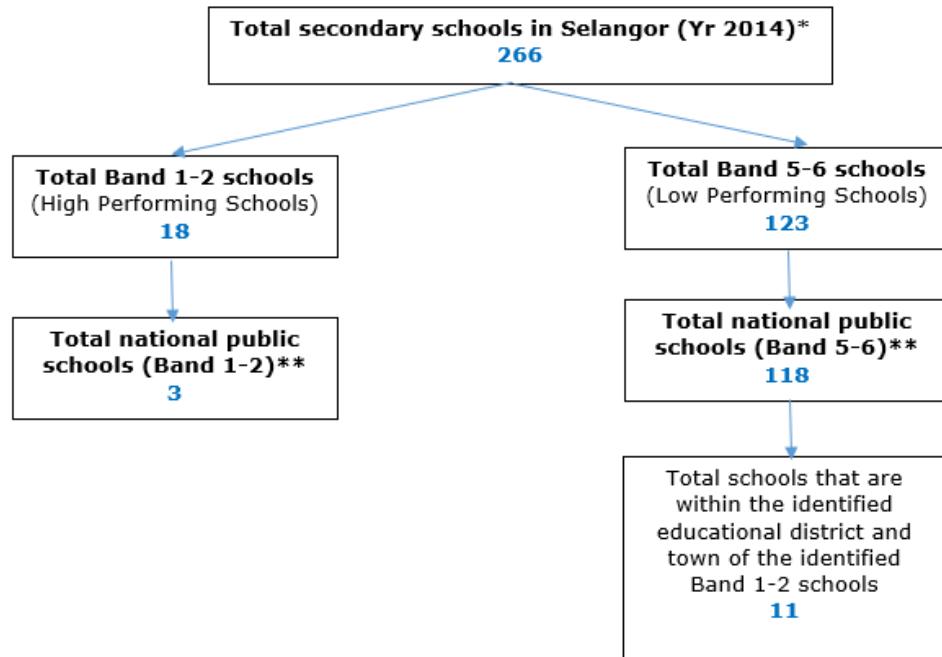 Total secondary schools in Selangor (Yr 2014)*
266
Total Band 1-2 schools
(High Performing Schools)
18
Total Band 5-6 schools
(Low Performing Schools)
123
Total national public
schools (Band 1-2)**
3
Total national public
schools (Band 5-6)**
118
Total schools that are
within the identified
educational district and
town of the identified
Band 1-2 schools
11